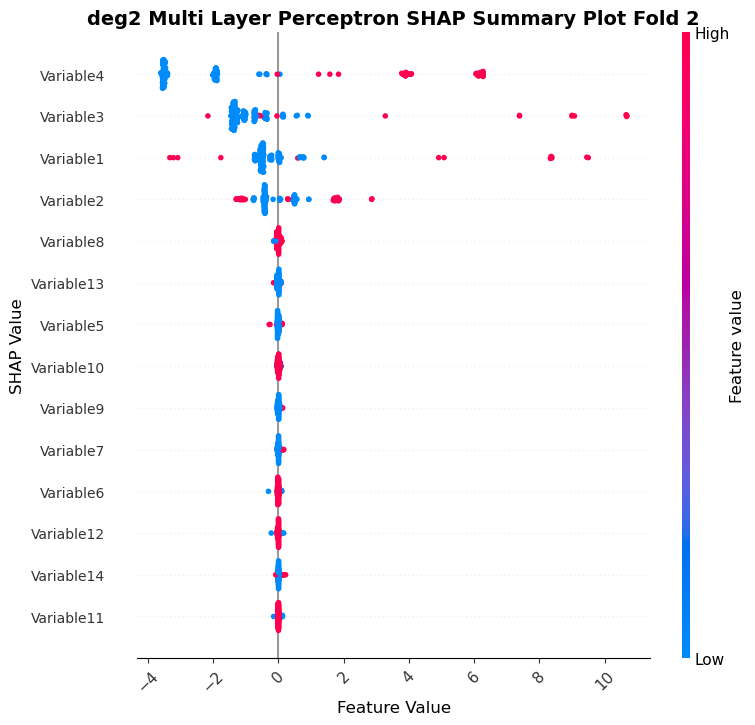 deg2 Multi Layer Perceptron SHAP Summary Plot Fold 2
High
Variable4
Variable3
Variable1
Variable2
Variable8
Variable13
Variable5
Variable10
Variable9
Variable7
Variable6
Variable12
Variable14
Variable11
SHAP Value
Feature value
Low
−4 −2 0 2 4 6 8 10
Feature Value